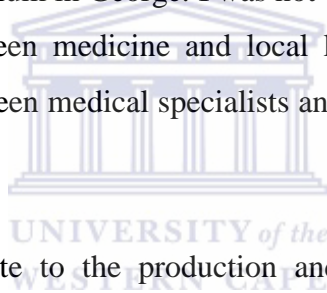 um in George. I was not
een medicine and local
een medical specialists an
UNIVERSITY of the
te to the production and
WESTERN CAPE